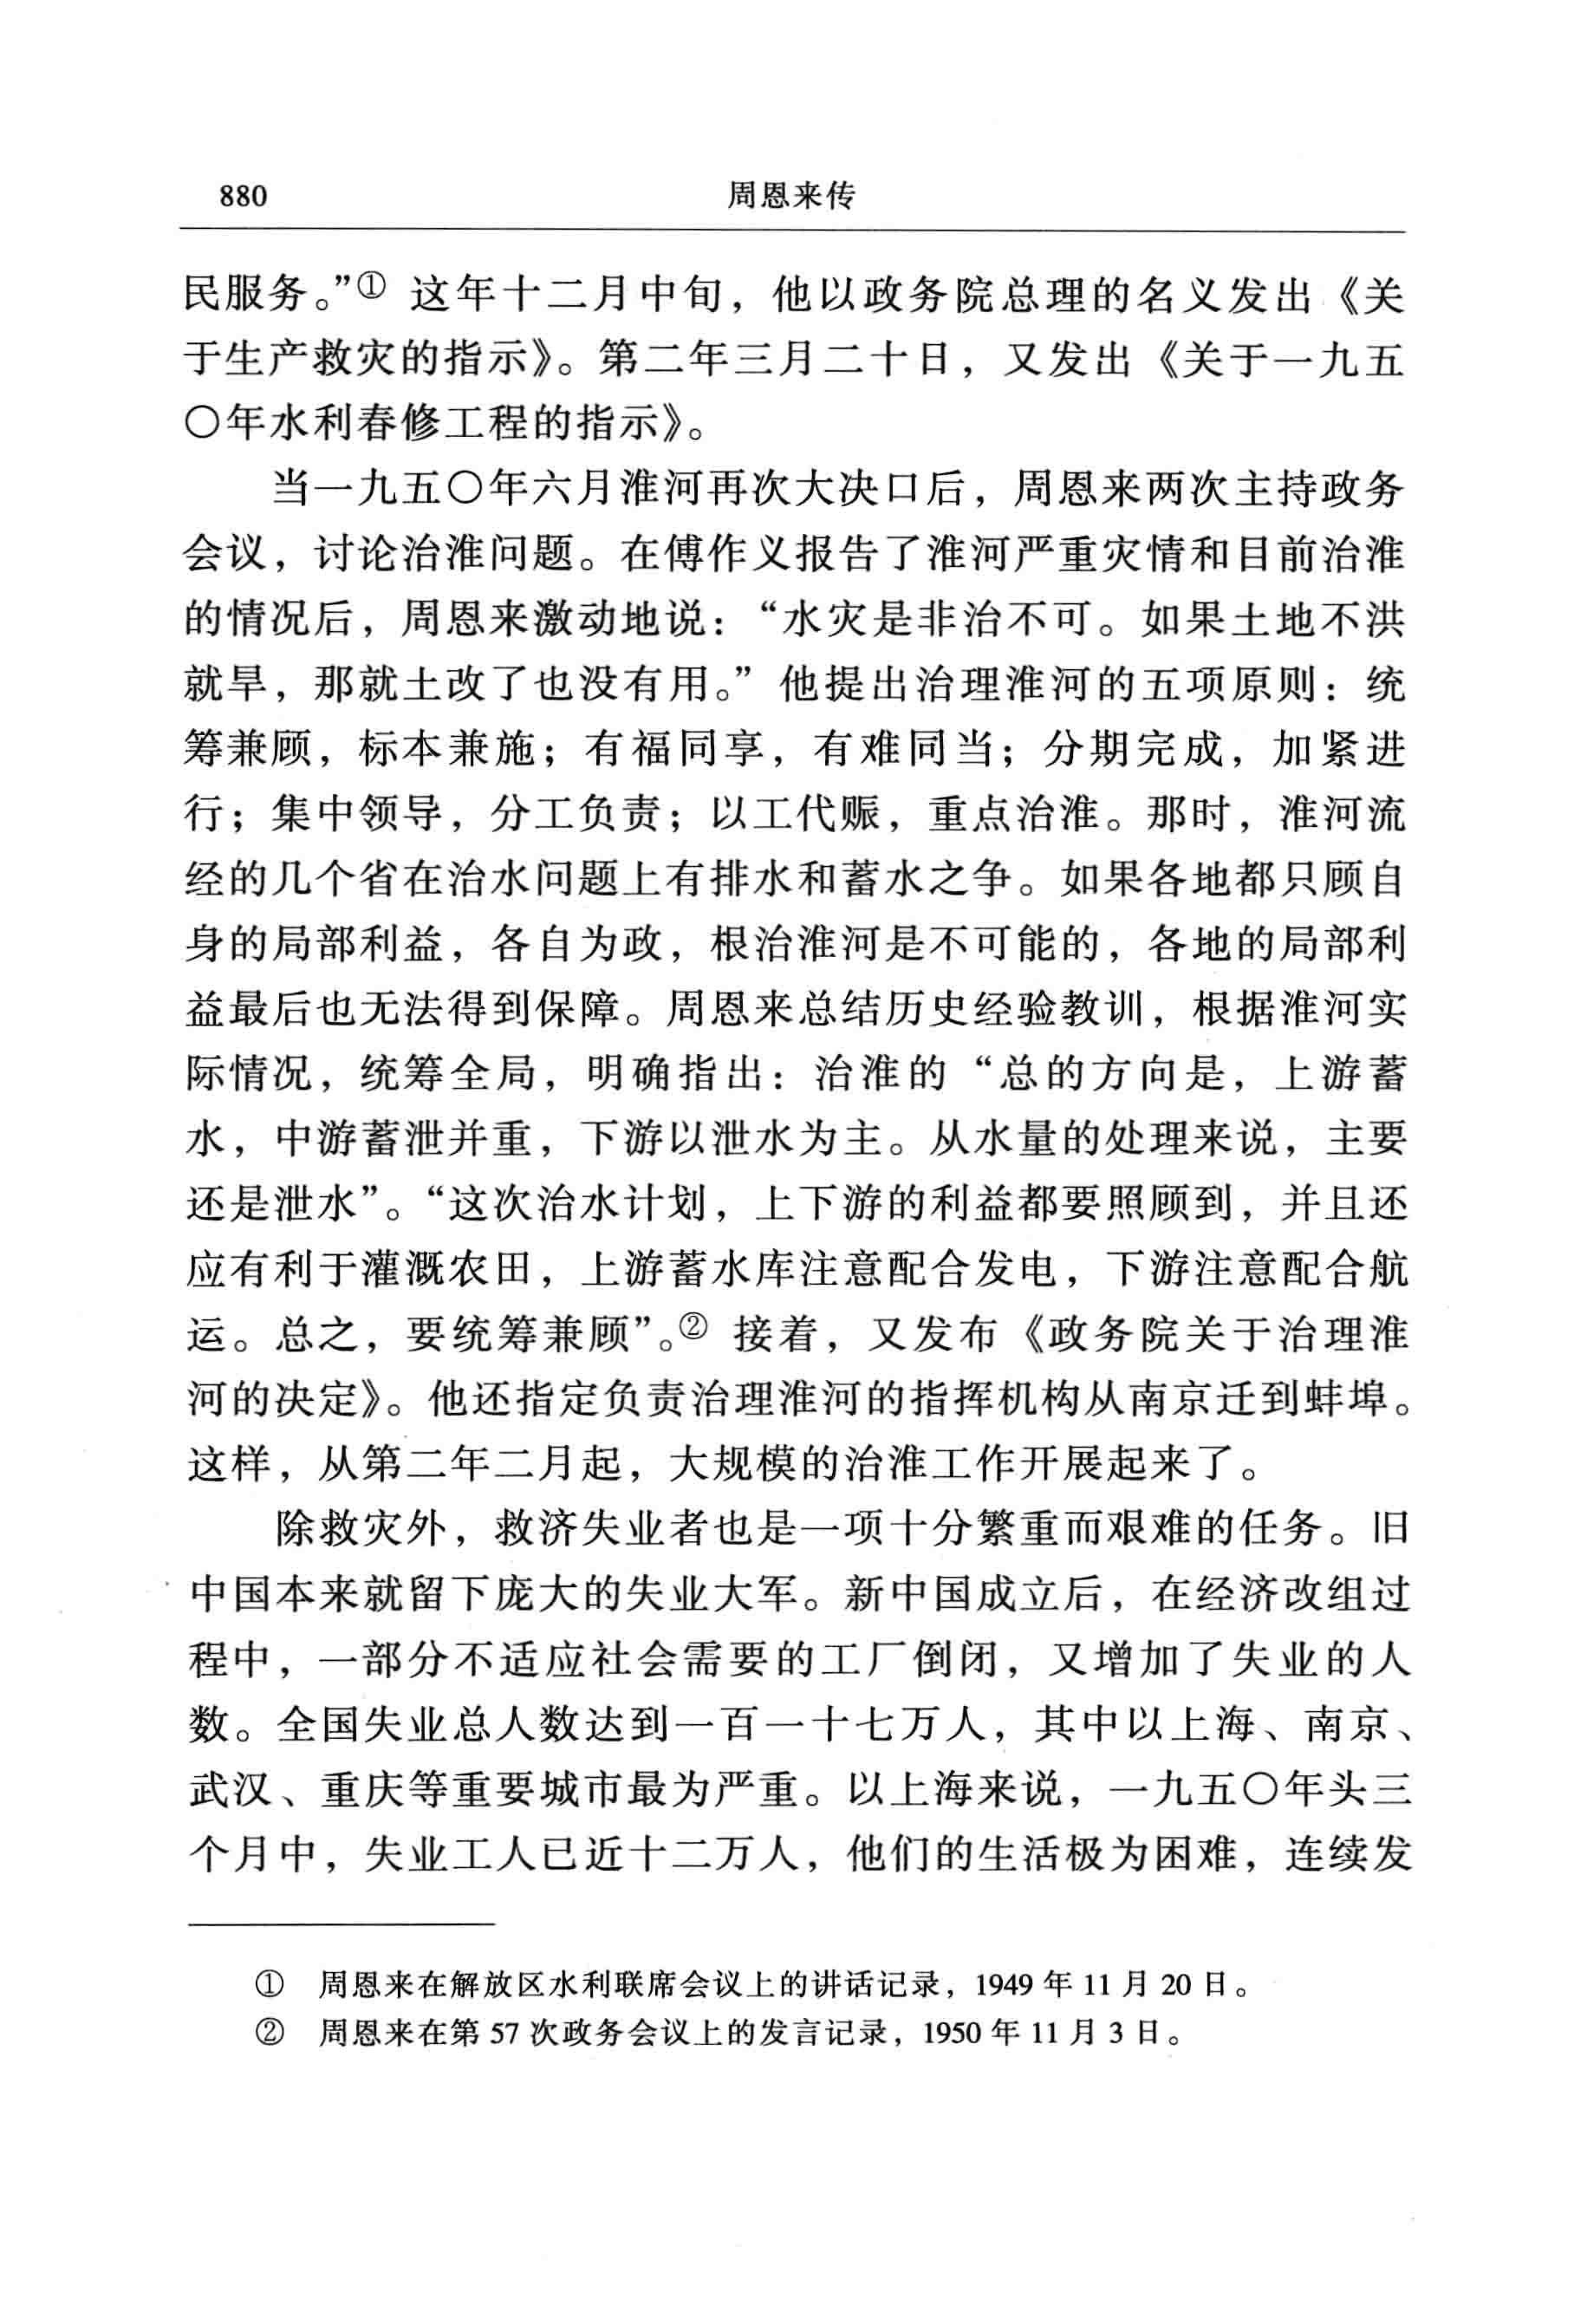 880 周恩来传
民服务。”① 这年十二月中旬，他以政务院总理的名义发出《关
于生产救灾的指示》。第二年三月二十日，又发出《关于一九五
〇年水利春修工程的指示》。
当一九五〇年六月淮河再次大决口后，周恩来两次主持政务
会议，讨论治淮问题。在傅作义报告了淮河严重灾情和目前治淮
的情况后，周恩来激动地说：“水灾是非治不可。如果土地不洪
就旱，那就土改了也没有用。”他提出治理淮河的五项原则：统
筹兼顾，标本兼施；有福同享，有难同当；分期完成，加紧进
行；集中领导，分工负责；以工代赈，重点治淮。那时，淮河流
经的几个省在治水问题上有排水和蓄水之争。如果各地都只顾自
身的局部利益，各自为政，根治淮河是不可能的，各地的局部利
益最后也无法得到保障。周恩来总结历史经验教训，根据淮河实
际情况，统筹全局，明确指出：治淮的“总的方向是，上游蓄
水，中游蓄泄并重，下游以泄水为主。从水量的处理来说，主要
还是泄水”。“这次治水计划，上下游的利益都要照顾到，并且还
应有利于灌溉农田，上游蓄水库注意配合发电，下游注意配合航
运。总之，要统筹兼顾”。② 接着，又发布《政务院关于治理淮
河的决定》。他还指定负责治理淮河的指挥机构从南京迁到蚌埠。
这样，从第二年二月起，大规模的治淮工作开展起来了。
除救灾外，救济失业者也是一项十分繁重而艰难的任务。旧
中国本来就留下庞大的失业大军。新中国成立后，在经济改组过
程中，一部分不适应社会需要的工厂倒闭，又增加了失业的人
数。全国失业总人数达到一百一十七万人，其中以上海、南京、
武汉、重庆等重要城市最为严重。以上海来说，一九五〇年头三
个月中，失业工人已近十二万人，他们的生活极为困难，连续发
① 周恩来在解放区水利联席会议上的讲话记录，1949 年 11 月 20 日。
② 周恩来在第 57 次政务会议上的发言记录，1950 年 11 月 3 日。